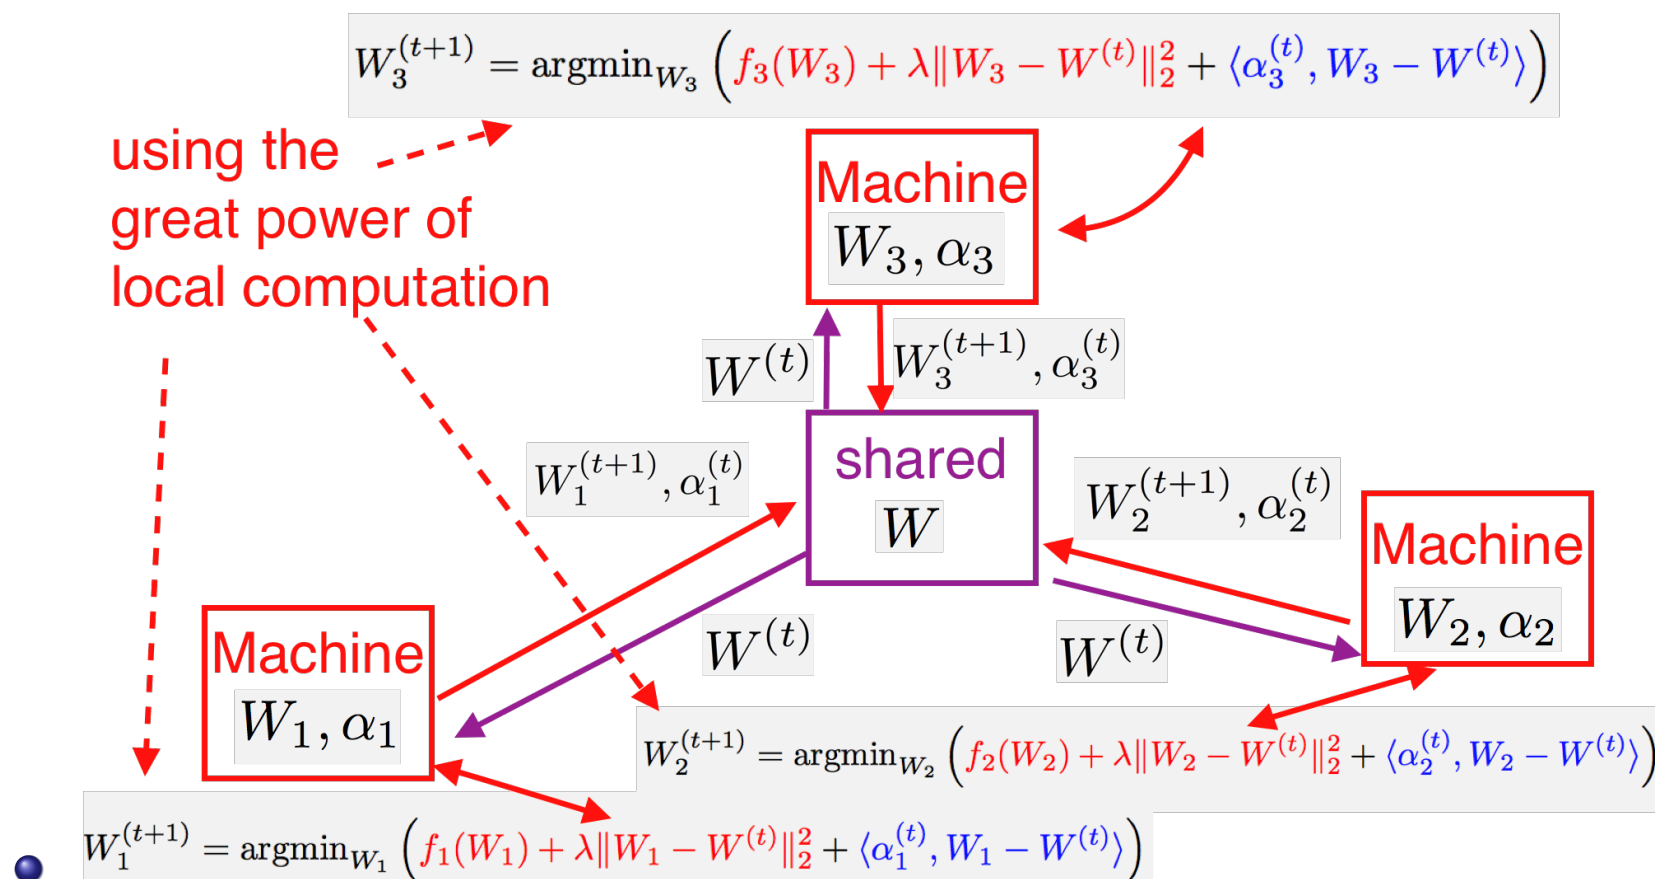 W_3^{(t+1)} = argmin_{W_3} ( f_3(W_3) + λ‖W_3 − W^{(t)}‖_2^2 + ⟨α_3^{(t)}, W_3 − W^{(t)}⟩ )
using the
great power of
local computation
Machine
W_3, α_3
W^{(t)}
W_3^{(t+1)}, α_3^{(t)}
shared
W
W_1^{(t+1)}, α_1^{(t)}
W_2^{(t+1)}, α_2^{(t)}
Machine
W_2, α_2
W^{(t)}
W^{(t)}
Machine
W_1, α_1
W_2^{(t+1)} = argmin_{W_2} ( f_2(W_2) + λ‖W_2 − W^{(t)}‖_2^2 + ⟨α_2^{(t)}, W_2 − W^{(t)}⟩ )
W_1^{(t+1)} = argmin_{W_1} ( f_1(W_1) + λ‖W_1 − W^{(t)}‖_2^2 + ⟨α_1^{(t)}, W_1 − W^{(t)}⟩ )